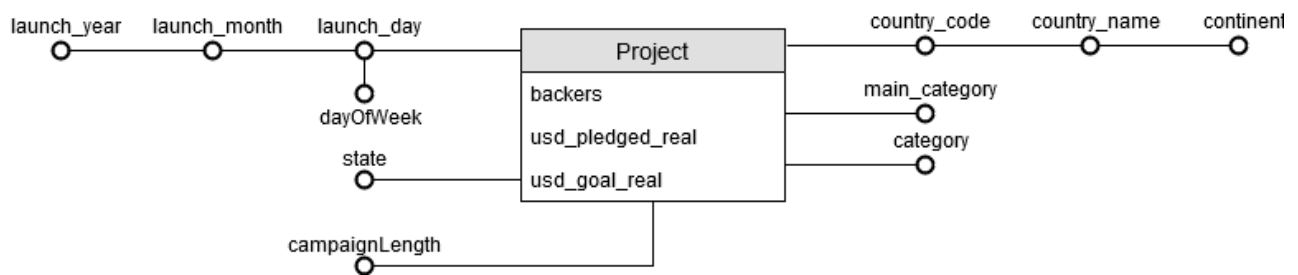 launch_year launch_month launch_day
dayOfWeek
state
campaignLength
Project
backers
usd_pledged_real
usd_goal_real
country_code country_name continent
main_category
category